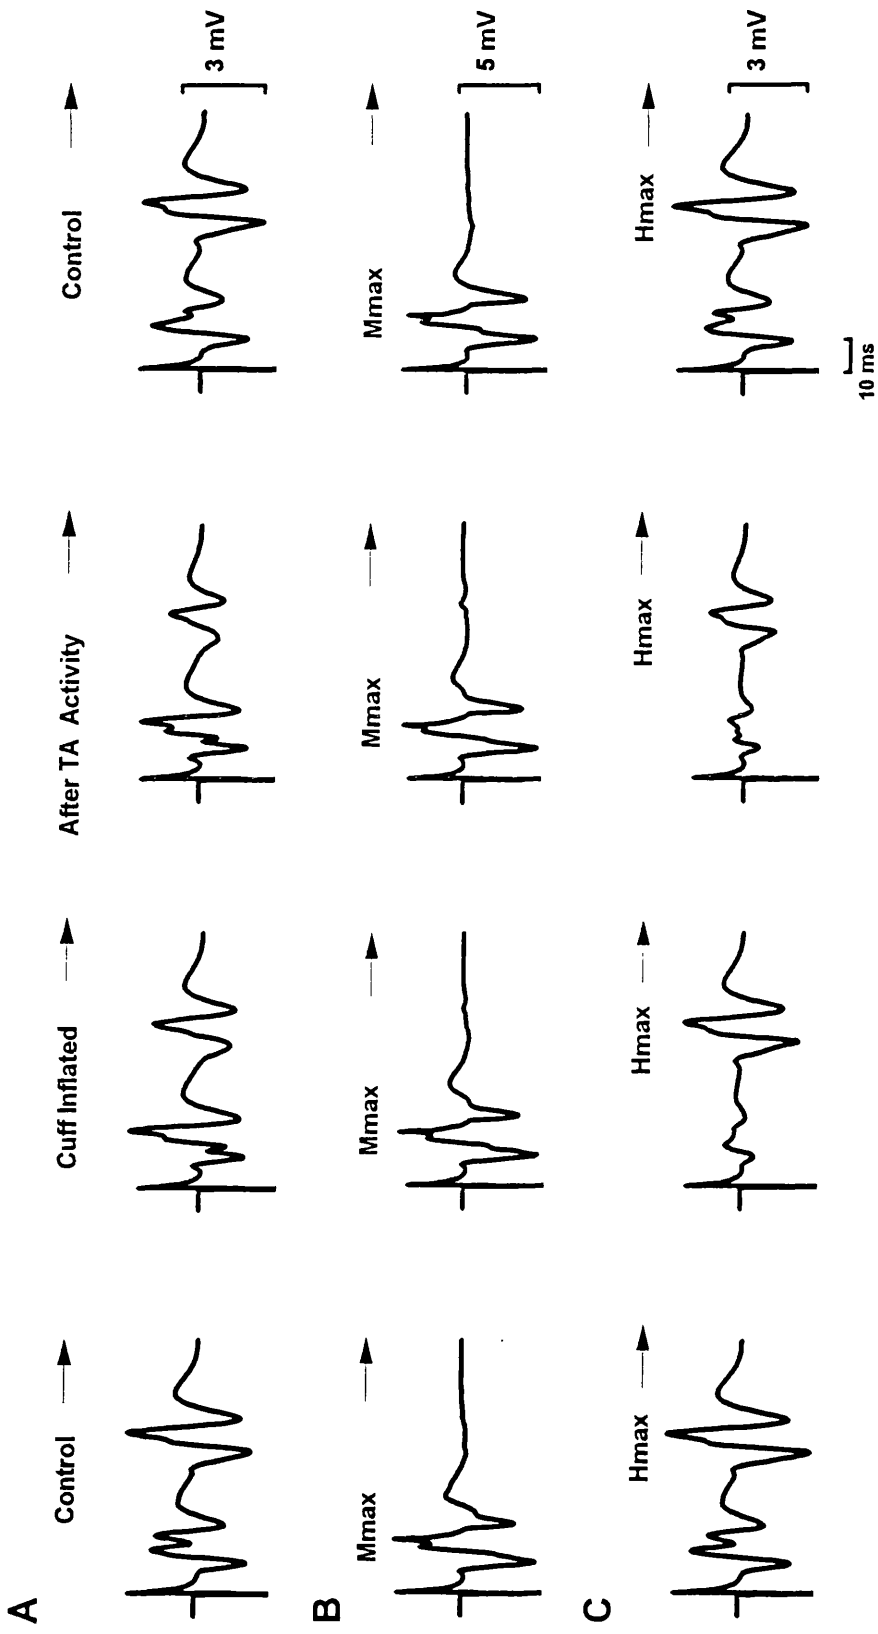 A
Control
Cuff Inflated
After TA Activity
Control
3 mV
B
Mmax
Mmax
Mmax
Mmax
5 mV
C
Hmax
Hmax
Hmax
Hmax
3 mV
10 ms